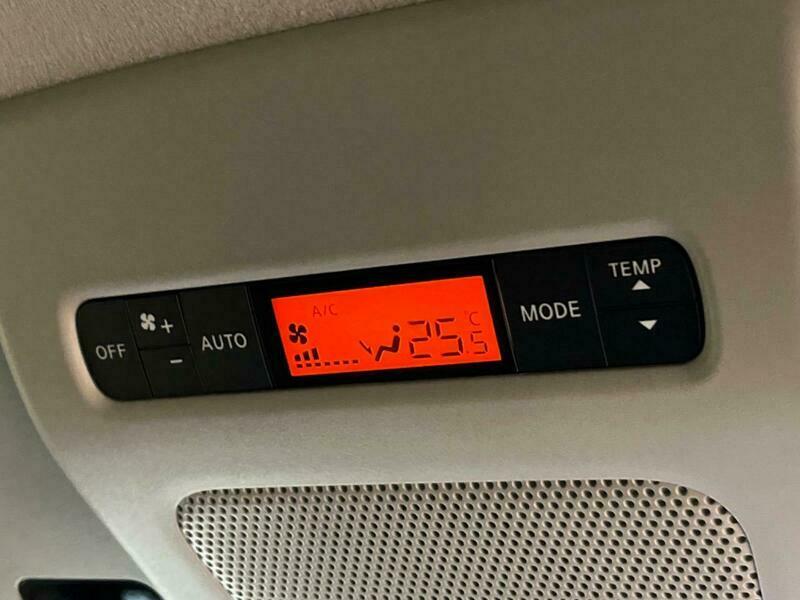 OFF
+
-
AUTO
A/C
25.5 °C
MODE
TEMP